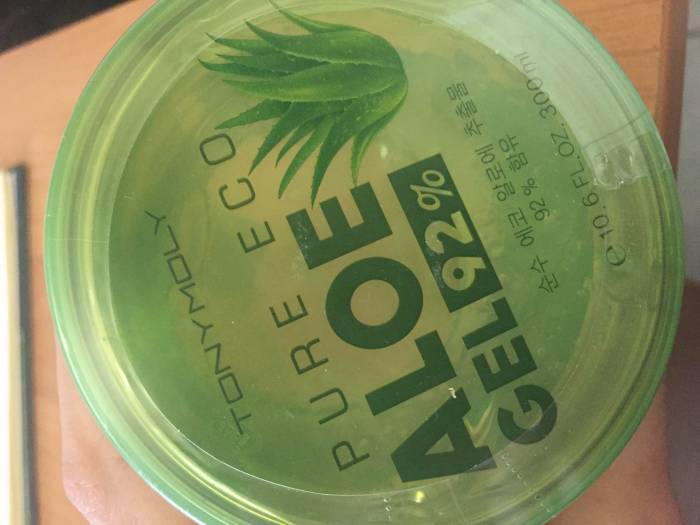 TONYMOLY
PURE ECO
ALOE
GEL 92%
순수 에코 알로에 추출물
92% 함유
℮10.6 FL.OZ. 300ml